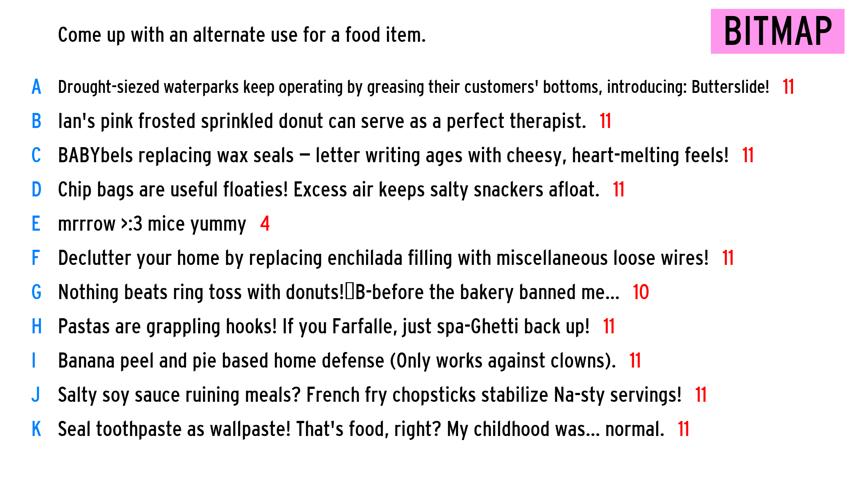 Come up with an alternate use for a food item.
BITMAP
A Drought-siezed waterparks keep operating by greasing their customers' bottoms, introducing: Butterslide! 11
B Ian's pink frosted sprinkled donut can serve as a perfect therapist. 11
C BABYbels replacing wax seals – letter writing ages with cheesy, heart-melting feels! 11
D Chip bags are useful floaties! Excess air keeps salty snackers afloat. 11
E mrrrow >:3 mice yummy 4
F Declutter your home by replacing enchilada filling with miscellaneous loose wires! 11
G Nothing beats ring toss with donuts!▯B-before the bakery banned me... 10
H Pastas are grappling hooks! If you Farfalle, just spa-Ghetti back up! 11
I Banana peel and pie based home defense (Only works against clowns). 11
J Salty soy sauce ruining meals? French fry chopsticks stabilize Na-sty servings! 11
K Seal toothpaste as wallpaste! That's food, right? My childhood was... normal. 11